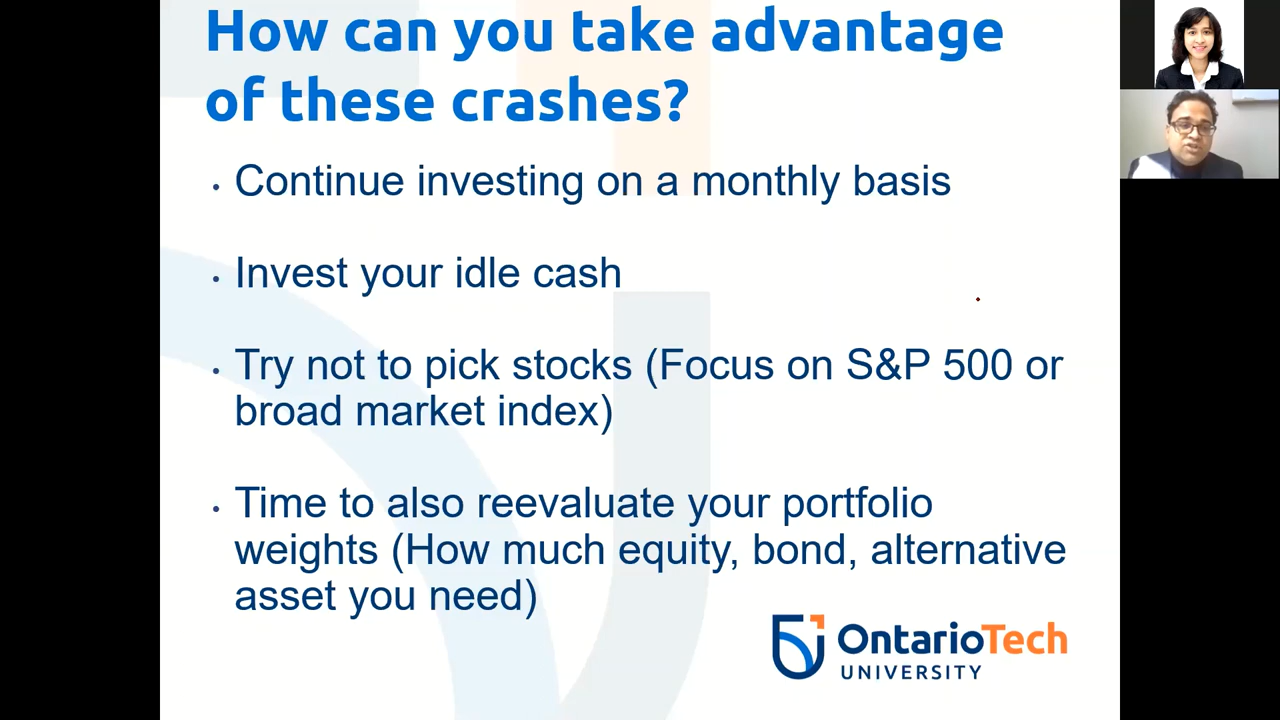 How can you take advantage
of these crashes?
• Continue investing on a monthly basis
• Invest your idle cash
• Try not to pick stocks (Focus on S&P 500 or
broad market index)
• Time to also reevaluate your portfolio
weights (How much equity, bond, alternative
asset you need)
OntarioTech
UNIVERSITY